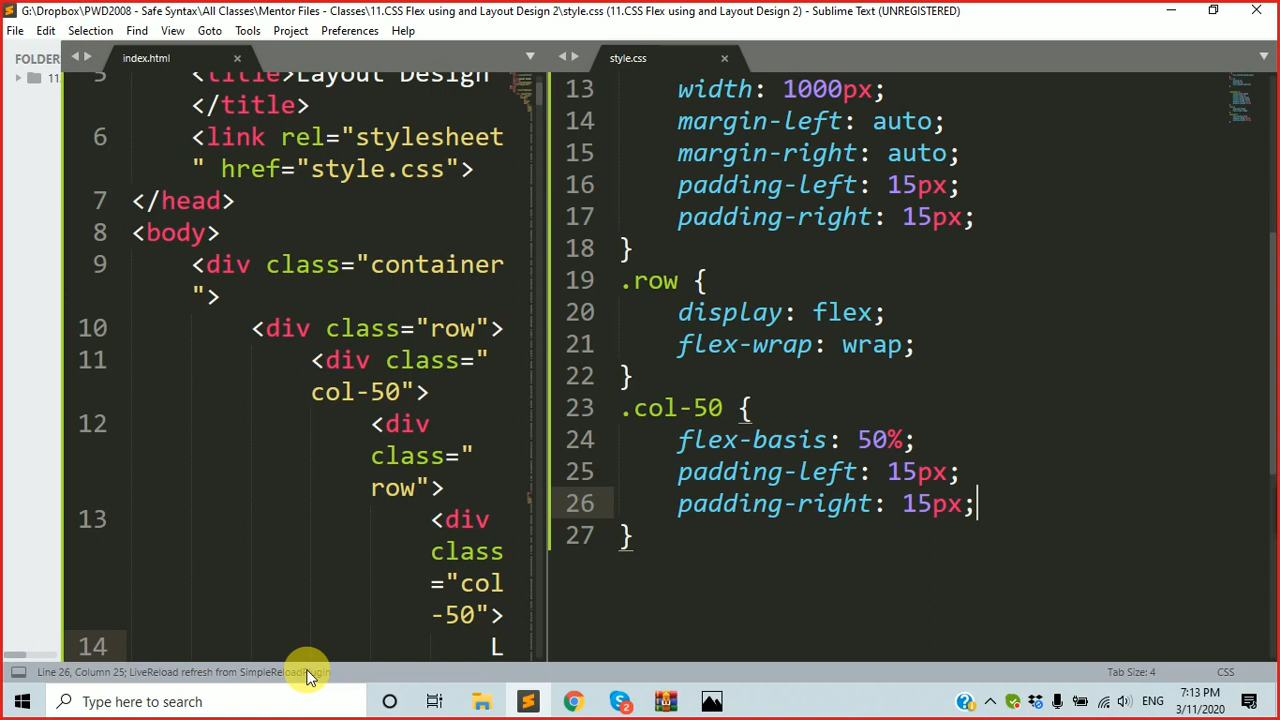 G:\Dropbox\PWD2008 - Safe Syntax\All Classes\Mentor Files - Classes\11.CSS Flex using and Layout Design 2\style.css (11.CSS Flex using and Layout Design 2) - Sublime Text (UNREGISTERED)
File Edit Selection Find View Goto Tools Project Preferences Help
FOLDERS
11
index.html
5 <title>Layout Design
</title>
6 <link rel="stylesheet
" href="style.css">
7 </head>
8 <body>
9 <div class="container
">
10 <div class="row">
11 <div class="
col-50">
12 <div
class="
row">
13 <div
class
="col
-50">
14 L
style.css
13 width: 1000px;
14 margin-left: auto;
15 margin-right: auto;
16 padding-left: 15px;
17 padding-right: 15px;
18 }
19 .row {
20 display: flex;
21 flex-wrap: wrap;
22 }
23 .col-50 {
24 flex-basis: 50%;
25 padding-left: 15px;
26 padding-right: 15px;
27 }
Line 26, Column 25; LiveReload refresh from SimpleReloadPlugin
Tab Size: 4 CSS
Type here to search
2
ENG
7:13 PM
3/11/2020